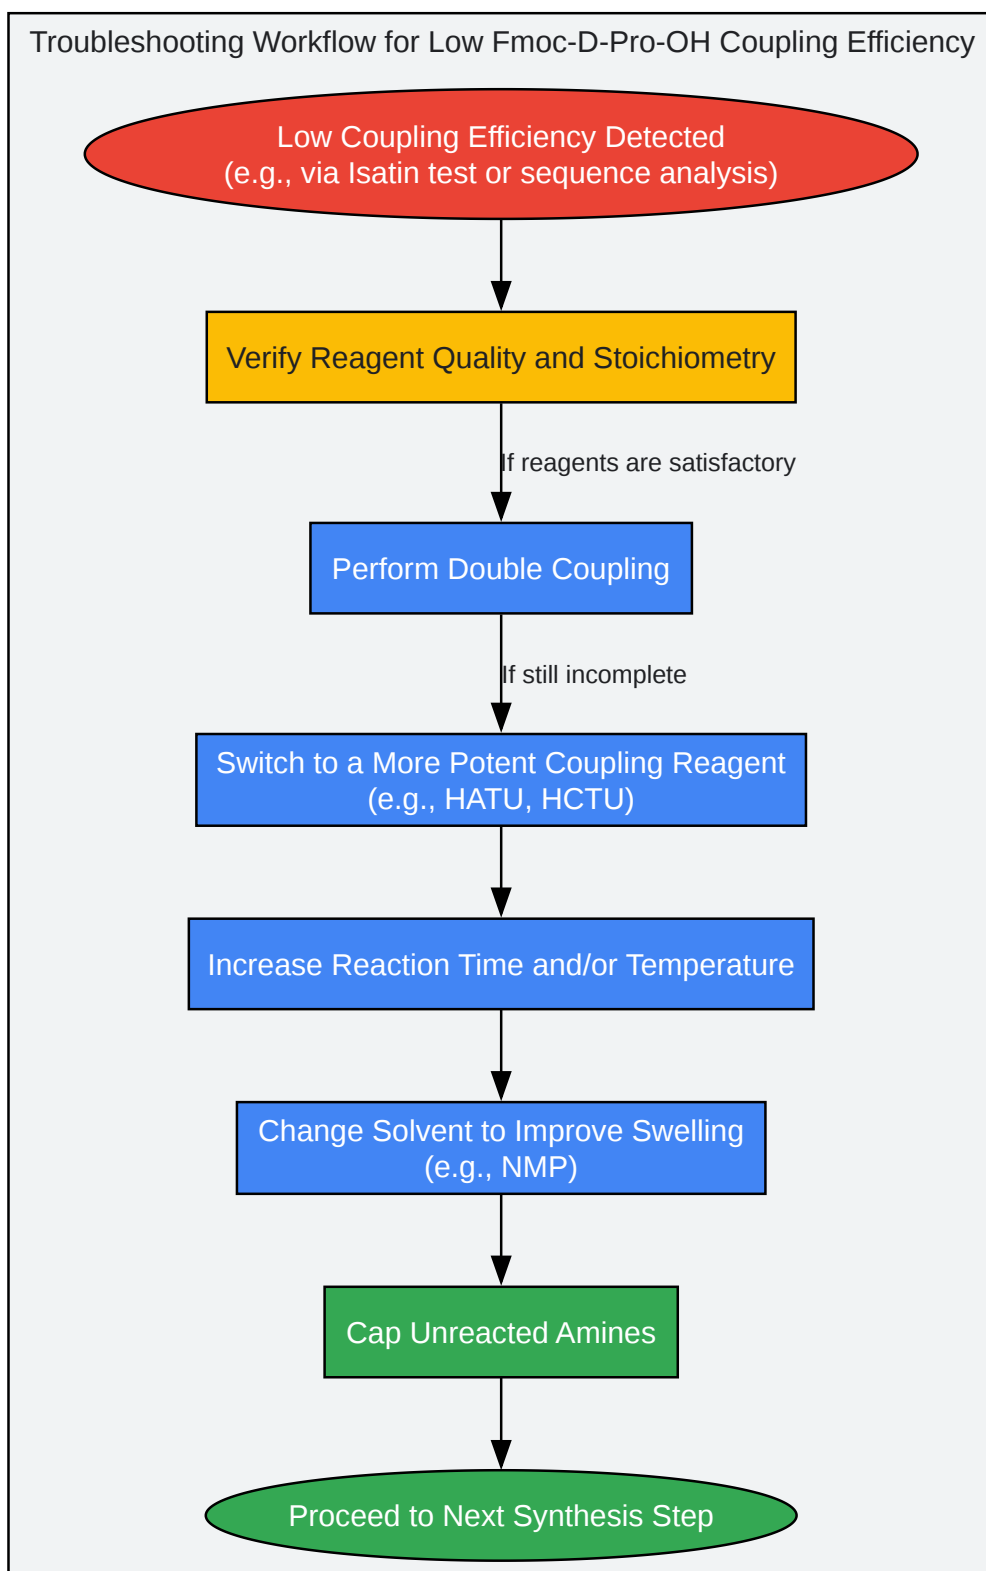 Troubleshooting Workflow for Low Fmoc-D-Pro-OH Coupling Efficiency
Low Coupling Efficiency Detected
(e.g., via Isatin test or sequence analysis)
Verify Reagent Quality and Stoichiometry
If reagents are satisfactory
Perform Double Coupling
If still incomplete
Switch to a More Potent Coupling Reagent
(e.g., HATU, HCTU)
Increase Reaction Time and/or Temperature
Change Solvent to Improve Swelling
(e.g., NMP)
Cap Unreacted Amines
Proceed to Next Synthesis Step